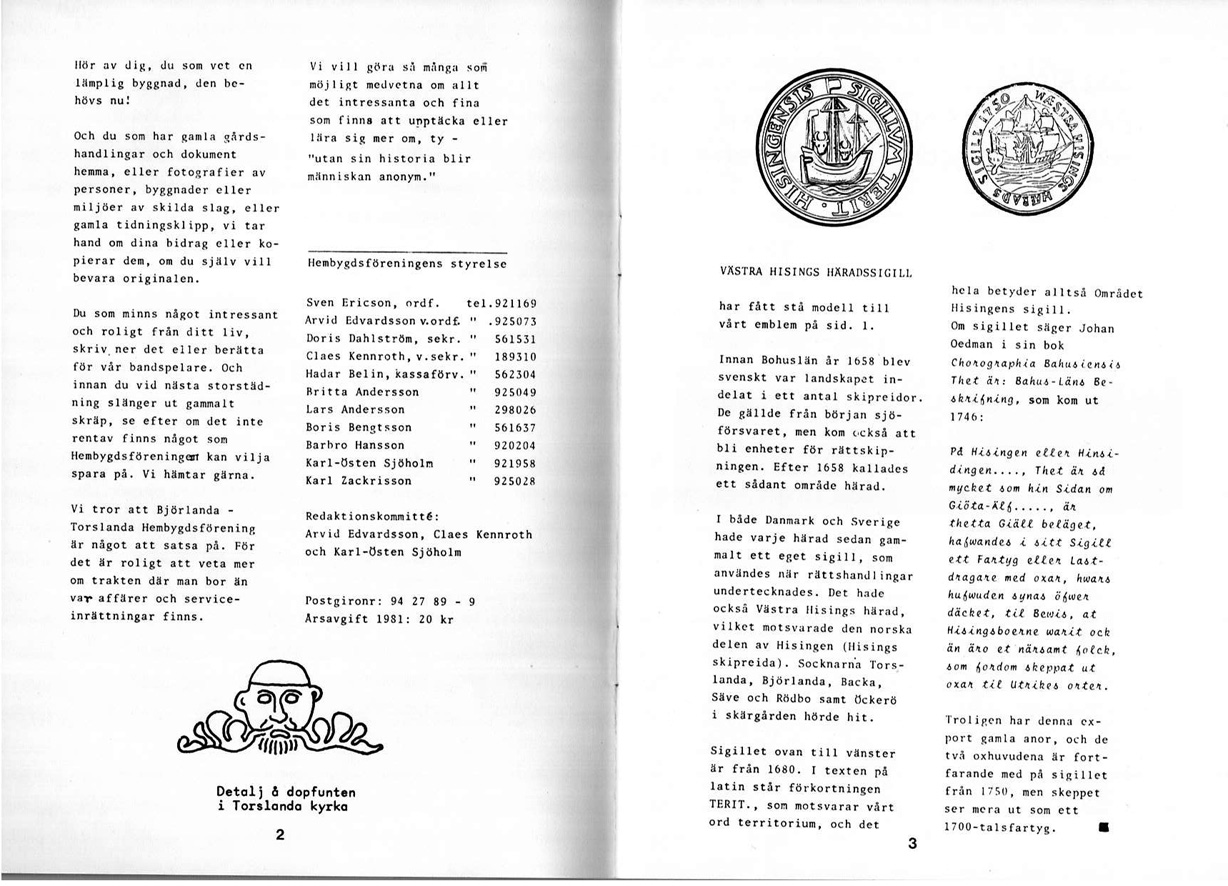 Hör av dig, du som vet en
lämplig byggnad, den be-
hövs nu!
Och du som har gamla gårds-
handlingar och dokument
hemma, eller fotografier av
personer, byggnader eller
miljöer av skilda slag, eller
gamla tidningsklipp, vi tar
hand om dina bidrag eller ko-
pierar dem, om du själv vill
bevara originalen.
Du som minns något intressant
och roligt från ditt liv,
skriv ner det eller berätta
för vår bandspelare. Och
innan du vid nästa storstäd-
ning slänger ut gammalt
skräp, se efter om det inte
rentav finns något som
Hembygdsföreningen kan vilja
spara på. Vi hämtar gärna.
Vi tror att Björlanda -
Torslanda Hembygdsförening
är något att satsa på. För
det är roligt att veta mer
om trakten där man bor än
var affärer och service-
inrättningar finns.
Vi vill göra så många som
möjligt medvetna om allt
det intressanta och fina
som finns att upptäcka eller
lära sig mer om, ty -
"utan sin historia blir
människan anonym."
Hembygdsföreningens styrelse
Sven Ericson, ordf. tel.921169
Arvid Edvardsson v.ordf. " .925073
Doris Dahlström, sekr. " 561531
Claes Kennroth, v.sekr. " 189310
Hadar Belin, kassaförv. " 562304
Britta Andersson " 925049
Lars Andersson " 298026
Boris Bengtsson " 561637
Barbro Hansson " 920204
Karl-Östen Sjöholm " 921958
Karl Zackrisson " 925028
Redaktionskommitté:
Arvid Edvardsson, Claes Kennroth
och Karl-Östen Sjöholm
Postgironr: 94 27 89 - 9
Årsavgift 1981: 20 kr
Detalj å dopfunten
i Torslanda kyrka
2
SIGILLVM TERIT · HISINGENSIS
WÆSTRA HISINGS HÆRADS SIGILL 1750
VÄSTRA HISINGS HÄRADSSIGILL
har fått stå modell till
vårt emblem på sid. 1.
Innan Bohuslän år 1658 blev
svenskt var landskapet in-
delat i ett antal skipreidor.
De gällde från början sjö-
försvaret, men kom också att
bli enheter för rättskip-
ningen. Efter 1658 kallades
ett sådant område härad.
I både Danmark och Sverige
hade varje härad sedan gam-
malt ett eget sigill, som
användes när rättshandlingar
undertecknades. Det hade
också Västra Hisings härad,
vilket motsvarade den norska
delen av Hisingen (Hisings
skipreida). Socknarna Tors-
landa, Björlanda, Backa,
Säve och Rödbo samt Öckerö
i skärgården hörde hit.
Sigillet ovan till vänster
är från 1680. I texten på
latin står förkortningen
TERIT., som motsvarar vårt
ord territorium, och det
hela betyder alltså Området
Hisingens sigill.
Om sigillet säger Johan
Oedman i sin bok
Chorographia Bahusiensis
Thet är: Bahus-Läns Be-
skrifning, som kom ut
1746:
På Hisingen eller Hinsi-
dingen...., Thet är så
mycket som hin Sidan om
Giöta-Älf....., är
thetta Giäll beläget,
hafwandes i sitt Sigill
ett Fartyg eller Last-
dragare med oxar, hwars
hufwuden synas öfwer
däcket, til Bewis, at
Hisingsboerne warit ock
än äro et närsamt folck,
som fordom skeppat ut
oxar til Utrikes orter.
Troligen har denna ex-
port gamla anor, och de
två oxhuvudena är fort-
farande med på sigillet
från 1750, men skeppet
ser mera ut som ett
1700-talsfartyg.
3